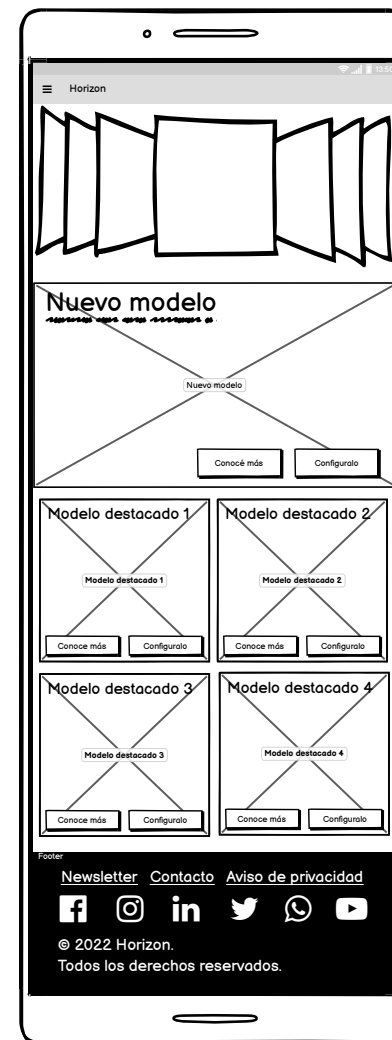 13:50
Horizon
Nuevo modelo
Nuevo modelo
Conocé más Configuralo
Modelo destacado 1 Modelo destacado 2
Modelo destacado 1 Modelo destacado 2
Conoce más Configuralo Conoce más Configuralo
Modelo destacado 3 Modelo destacado 4
Modelo destacado 3 Modelo destacado 4
Conoce más Configuralo Conoce más Configuralo
Footer
Newsletter Contacto Aviso de privacidad
© 2022 Horizon.
Todos los derechos reservados.